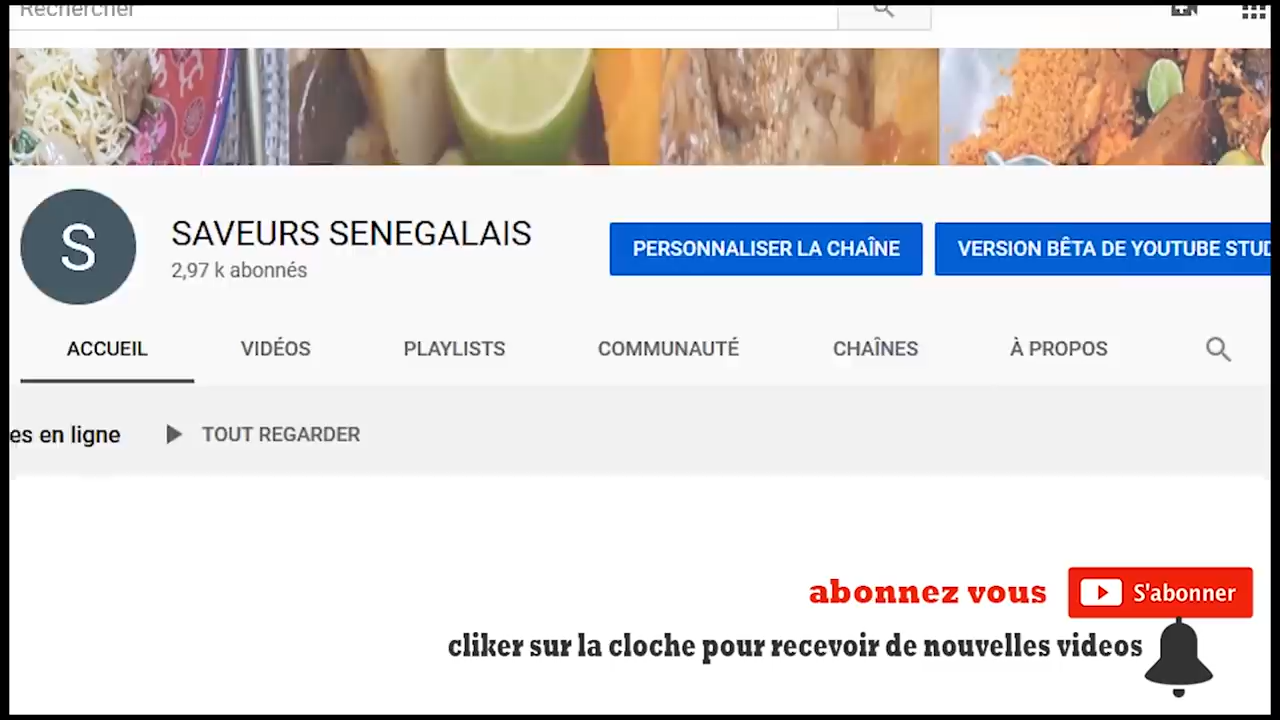 Rechercher
SAVEURS SENEGALAIS
2,97 k abonnés
PERSONNALISER LA CHAÎNE
VERSION BÊTA DE YOUTUBE STUD
S
ACCUEIL VIDÉOS PLAYLISTS COMMUNAUTÉ CHAÎNES À PROPOS
es en ligne TOUT REGARDER
abonnez vous S'abonner
cliker sur la cloche pour recevoir de nouvelles videos